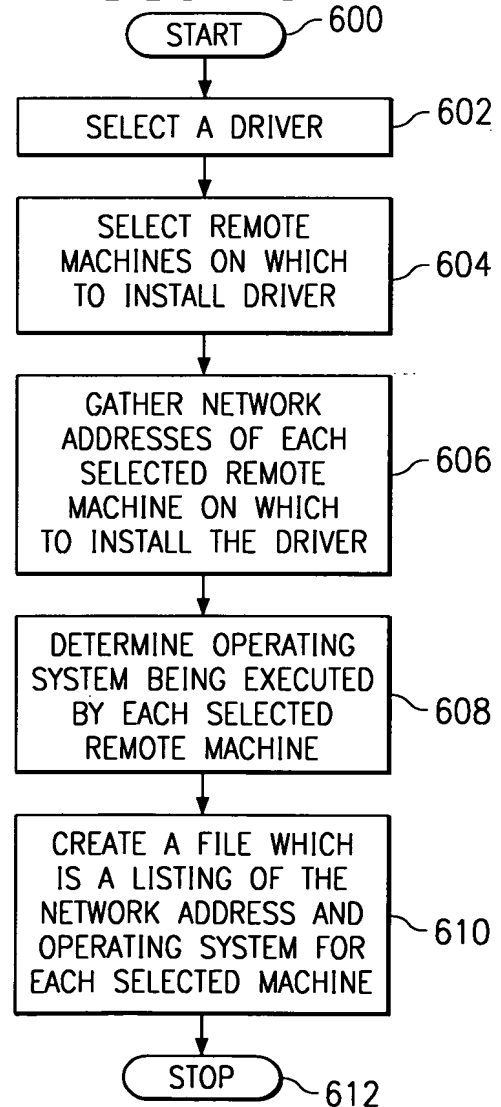 START
600
SELECT A DRIVER
602
SELECT REMOTE
MACHINES ON WHICH
TO INSTALL DRIVER
604
GATHER NETWORK
ADDRESSES OF EACH
SELECTED REMOTE
MACHINE ON WHICH
TO INSTALL THE DRIVER
606
DETERMINE OPERATING
SYSTEM BEING EXECUTED
BY EACH SELECTED
REMOTE MACHINE
608
CREATE A FILE WHICH
IS A LISTING OF THE
NETWORK ADDRESS AND
OPERATING SYSTEM FOR
EACH SELECTED MACHINE
610
STOP
612